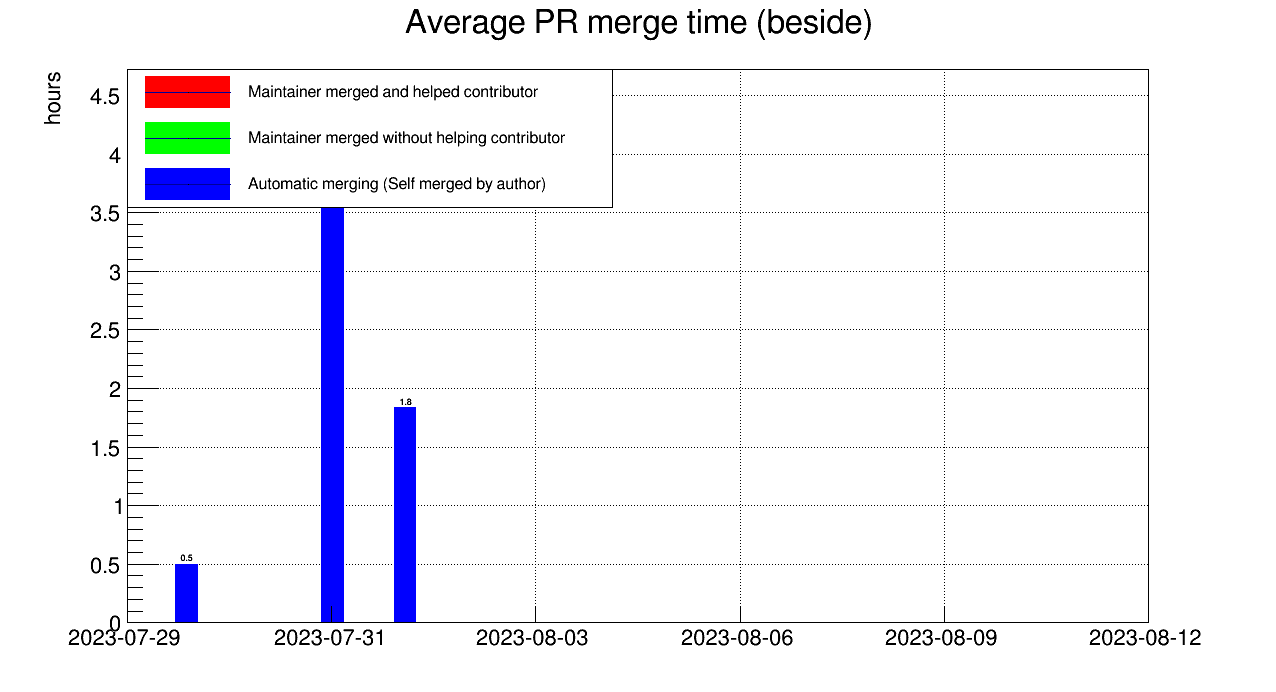 Average PR merge time (beside)
hours
Maintainer merged and helped contributor
Maintainer merged without helping contributor
Automatic merging (Self merged by author)
4.5
4
3.5
3
2.5
2
1.5
1
0.5
0
1.8
0.5
2023-07-29 2023-07-31 2023-08-03 2023-08-06 2023-08-09 2023-08-12